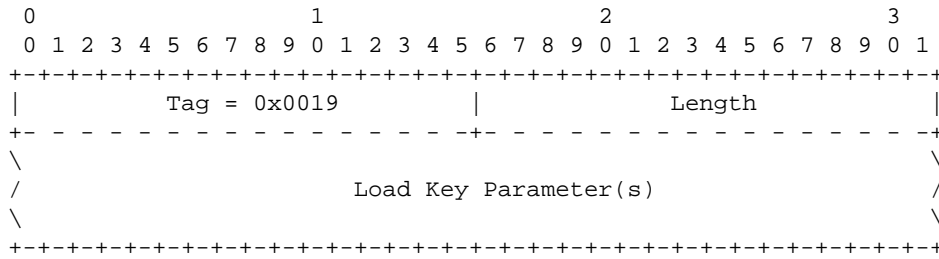 0                   1                   2                   3
 0 1 2 3 4 5 6 7 8 9 0 1 2 3 4 5 6 7 8 9 0 1 2 3 4 5 6 7 8 9 0 1
+-+-+-+-+-+-+-+-+-+-+-+-+-+-+-+-+-+-+-+-+-+-+-+-+-+-+-+-+-+-+-+-+
|          Tag = 0x0019         |             Length            |
+- - - - - - - - - - - - - - - -+- - - - - - - - - - - - - - - -+
\                                                               \
/                       Load Key Parameter(s)                   /
\                                                               \
+-+-+-+-+-+-+-+-+-+-+-+-+-+-+-+-+-+-+-+-+-+-+-+-+-+-+-+-+-+-+-+-+